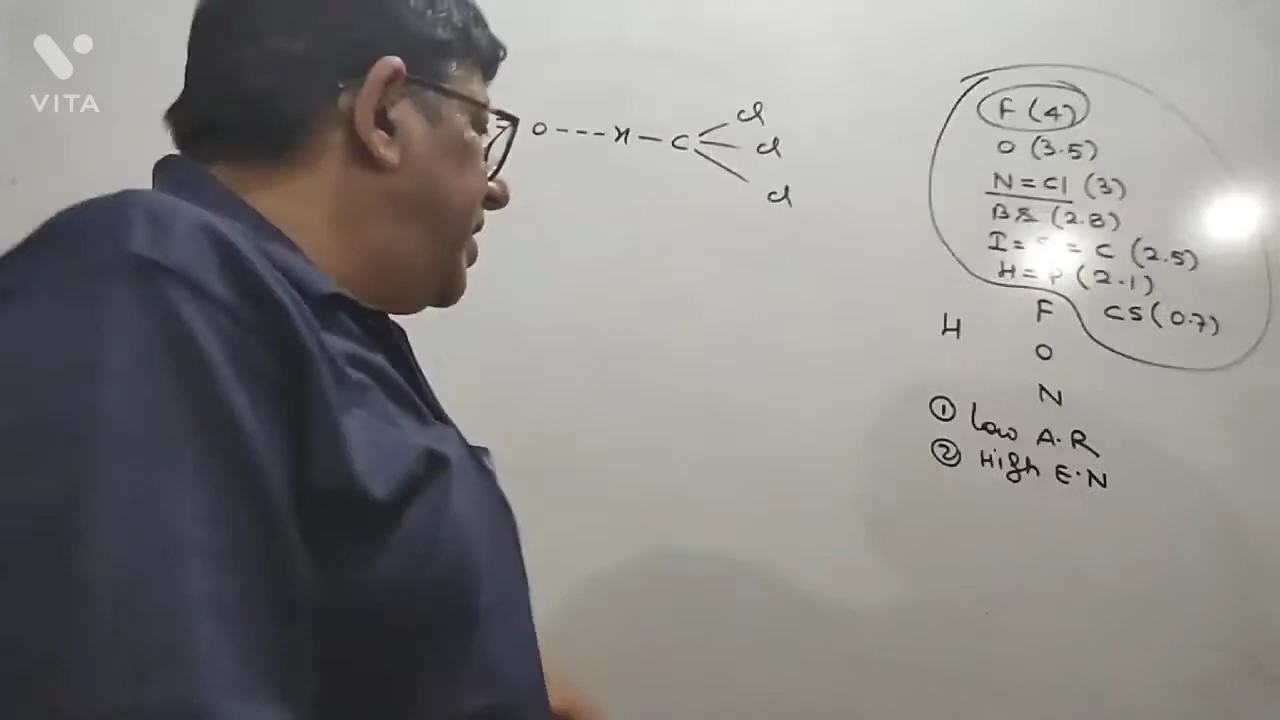 VITA
O --- H - C Cl
Cl
Cl
F (4)
O (3.5)
N = Cl (3)
Br (2.8)
I = = C (2.5)
H = P (2.1)
CS (0.7)
H F
O
N
① Low A.R
② High E.N